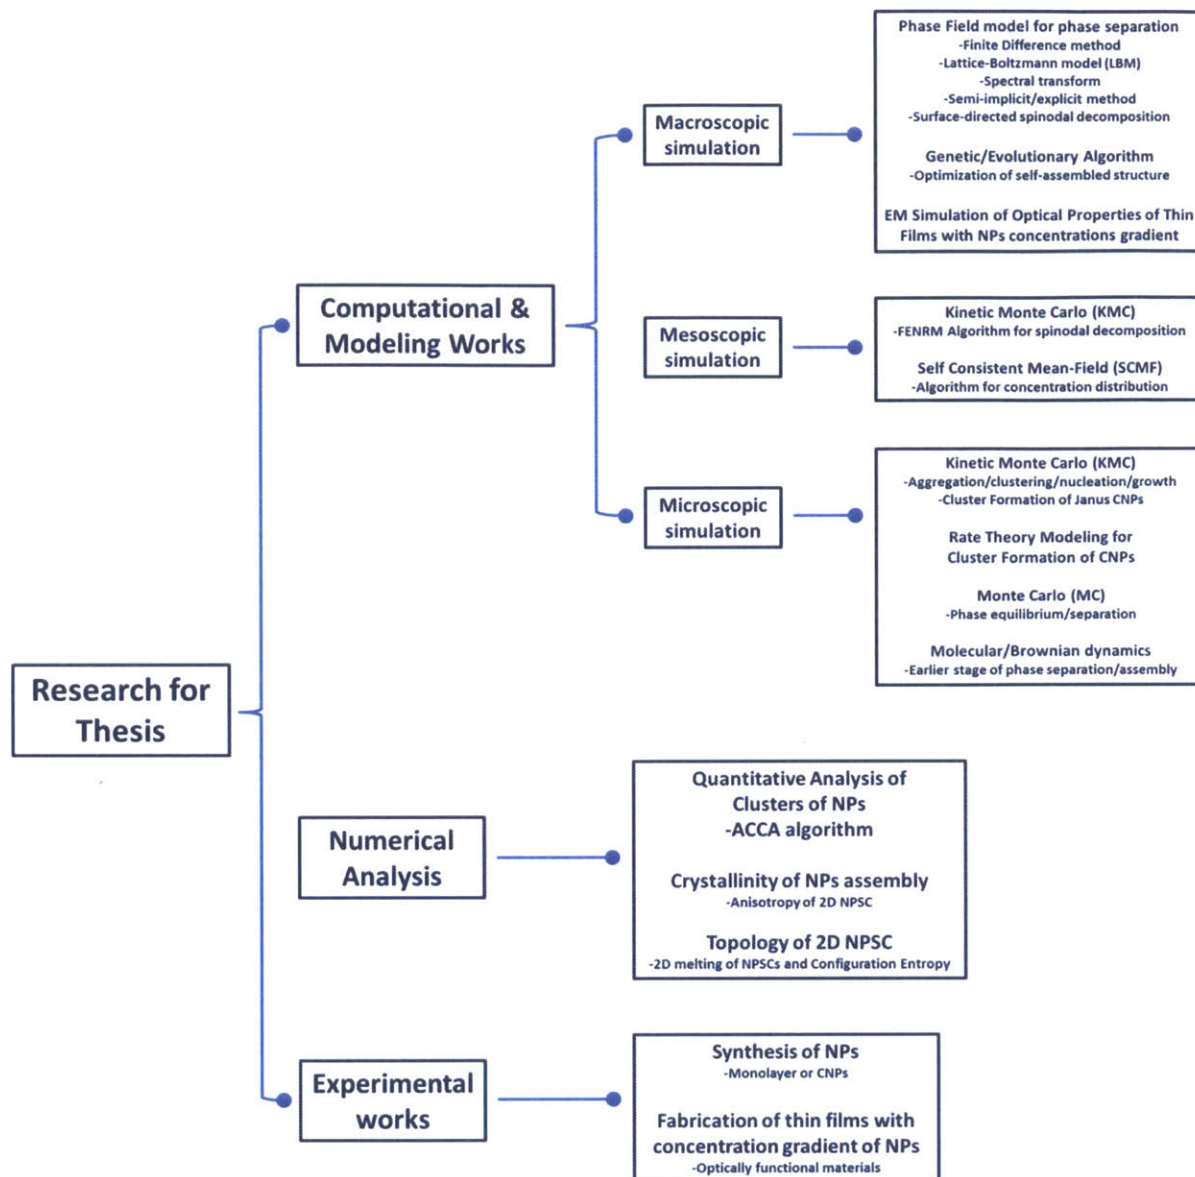 Research for
Thesis
Computational &
Modeling Works
Macroscopic
simulation
Phase Field model for phase separation
-Finite Difference method
-Lattice-Boltzmann model (LBM)
-Spectral transform
-Semi-implicit/explicit method
-Surface-directed spinodal decomposition
Genetic/Evolutionary Algorithm
-Optimization of self-assembled structure
EM Simulation of Optical Properties of Thin
Films with NPs concentrations gradient
Mesoscopic
simulation
Kinetic Monte Carlo (KMC)
-FENRM Algorithm for spinodal decomposition
Self Consistent Mean-Field (SCMF)
-Algorithm for concentration distribution
Microscopic
simulation
Kinetic Monte Carlo (KMC)
-Aggregation/clustering/nucleation/growth
-Cluster Formation of Janus CNPs
Rate Theory Modeling for
Cluster Formation of CNPs
Monte Carlo (MC)
-Phase equilibrium/separation
Molecular/Brownian dynamics
-Earlier stage of phase separation/assembly
Numerical
Analysis
Quantitative Analysis of
Clusters of NPs
-ACCA algorithm
Crystallinity of NPs assembly
-Anisotropy of 2D NPSC
Topology of 2D NPSC
-2D melting of NPSCs and Configuration Entropy
Experimental
works
Synthesis of NPs
-Monolayer or CNPs
Fabrication of thin films with
concentration gradient of NPs
-Optically functional materials